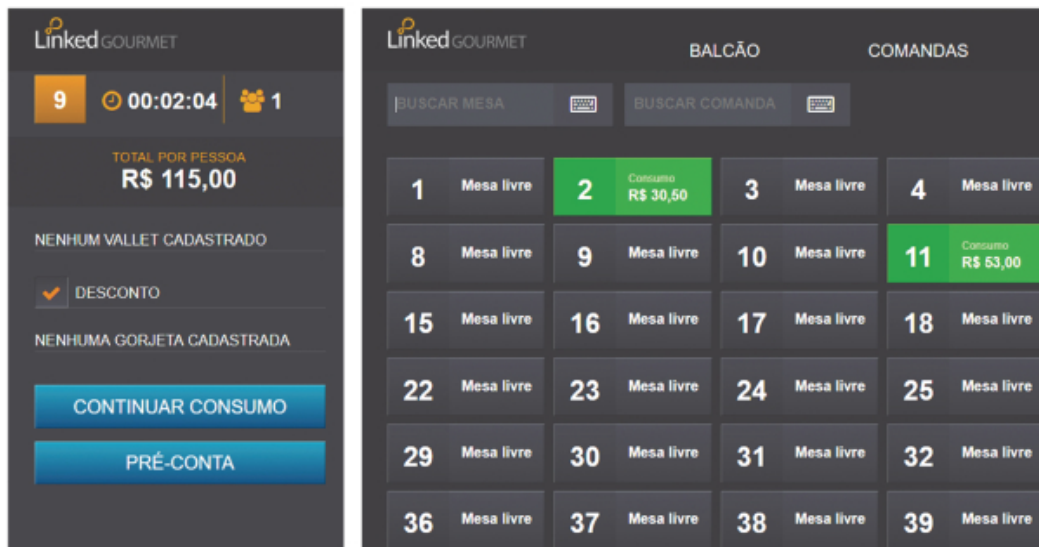 Linked GOURMET
9 00:02:04 1
TOTAL POR PESSOA
R$ 115,00
NENHUM VALLET CADASTRADO
DESCONTO
NENHUMA GORJETA CADASTRADA
CONTINUAR CONSUMO
PRÉ-CONTA
Linked GOURMET
BALCÃO COMANDAS
BUSCAR MESA BUSCAR COMANDA
1 Mesa livre 2 Consumo R$ 30,50 3 Mesa livre 4 Mesa livre
8 Mesa livre 9 Mesa livre 10 Mesa livre 11 Consumo R$ 53,00
15 Mesa livre 16 Mesa livre 17 Mesa livre 18 Mesa livre
22 Mesa livre 23 Mesa livre 24 Mesa livre 25 Mesa livre
29 Mesa livre 30 Mesa livre 31 Mesa livre 32 Mesa livre
36 Mesa livre 37 Mesa livre 38 Mesa livre 39 Mesa livre